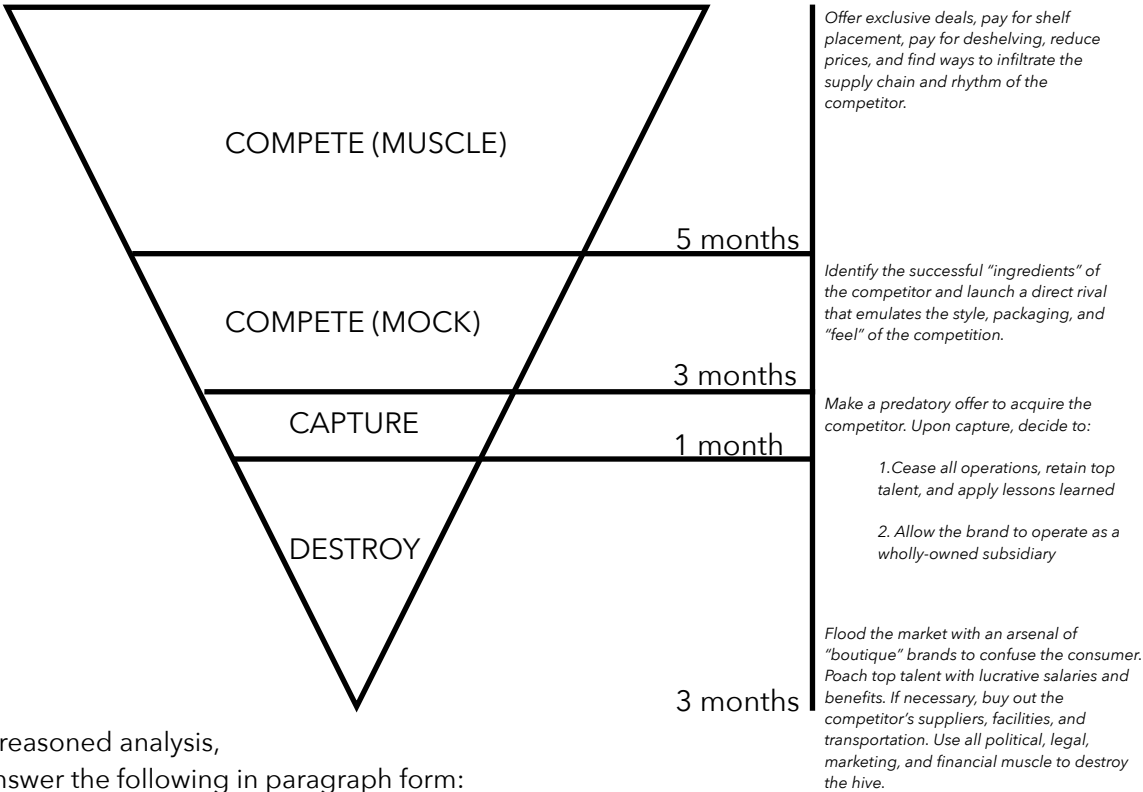 Offer exclusive deals, pay for shelf
placement, pay for deshelving, reduce
prices, and find ways to infiltrate the
supply chain and rhythm of the
competitor.
COMPETE (MUSCLE)
5 months
Identify the successful “ingredients” of
the competitor and launch a direct rival
that emulates the style, packaging, and
“feel” of the competition.
COMPETE (MOCK)
3 months
Make a predatory offer to acquire the
competitor. Upon capture, decide to:
CAPTURE
1 month
1.Cease all operations, retain top
talent, and apply lessons learned
2. Allow the brand to operate as a
wholly-owned subsidiary
DESTROY
Flood the market with an arsenal of
“boutique” brands to confuse the consumer.
Poach top talent with lucrative salaries and
benefits. If necessary, buy out the
competitor’s suppliers, facilities, and
transportation. Use all political, legal,
marketing, and financial muscle to destroy
the hive.
3 months
reasoned analysis,
nswer the following in paragraph form: